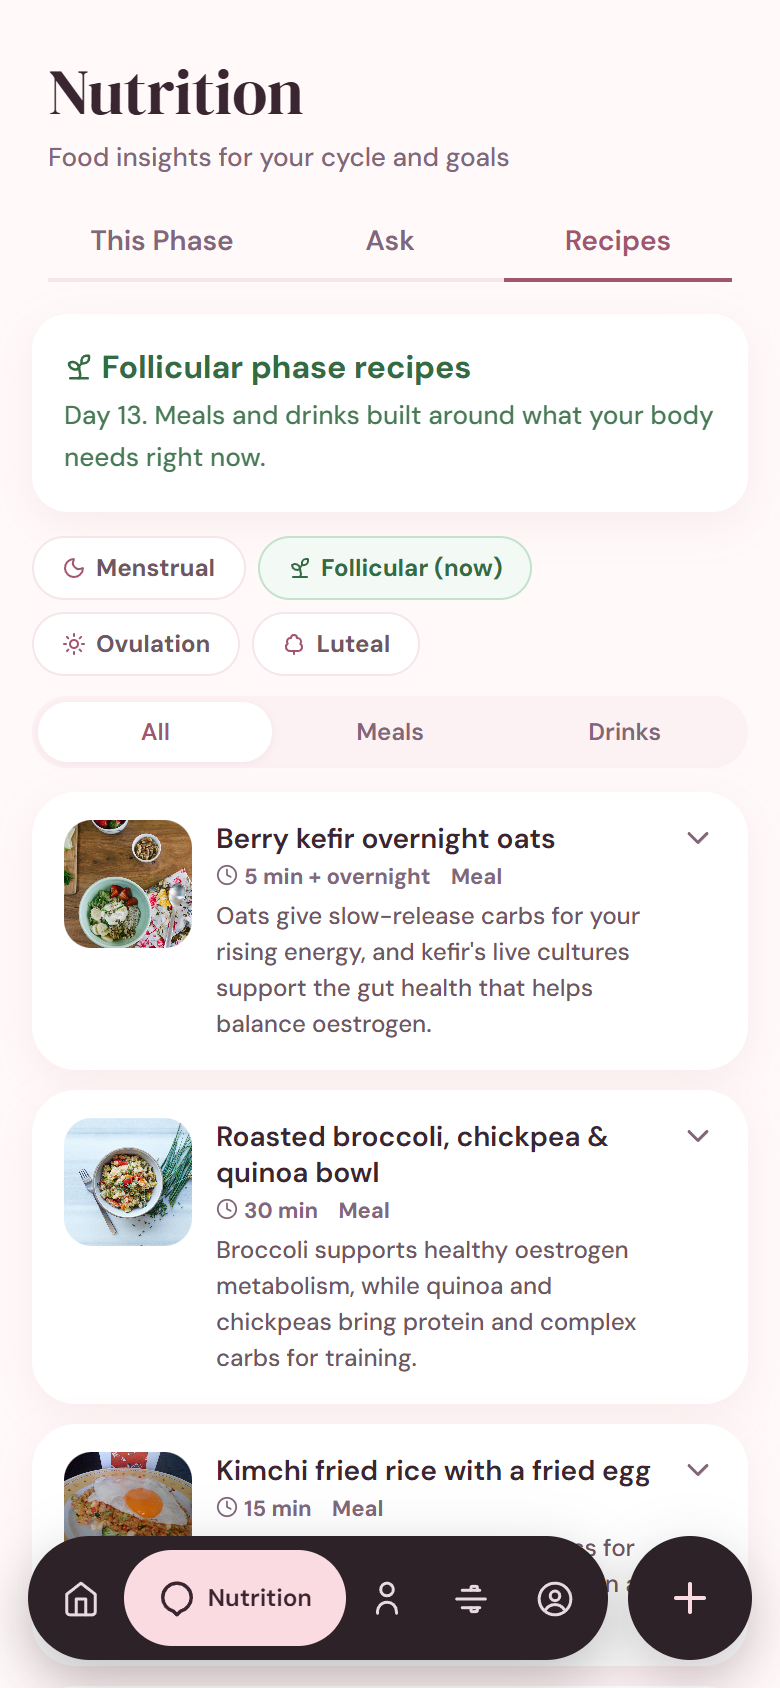 Nutrition
Food insights for your cycle and goals
This Phase
Ask
Recipes
Follicular phase recipes
Day 13. Meals and drinks built around what your body
needs right now.
Menstrual
Follicular (now)
Ovulation
Luteal
All
Meals
Drinks
Berry kefir overnight oats
5 min + overnight Meal
Oats give slow-release carbs for your
rising energy, and kefir's live cultures
support the gut health that helps
balance oestrogen.
Roasted broccoli, chickpea &
quinoa bowl
30 min Meal
Broccoli supports healthy oestrogen
metabolism, while quinoa and
chickpeas bring protein and complex
carbs for training.
Kimchi fried rice with a fried egg
15 min Meal
for
Nutrition